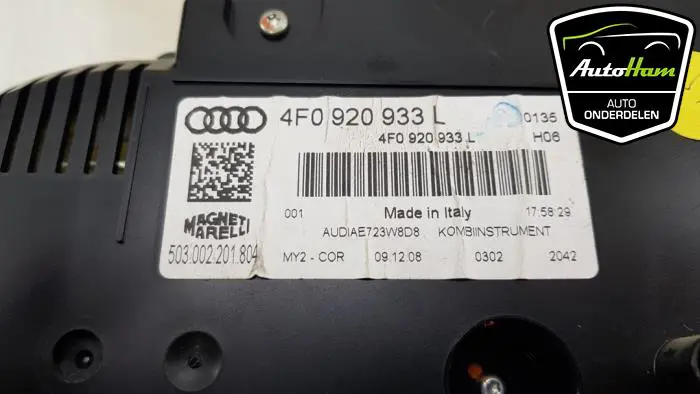 AutoHam
AUTO
ONDERDELEN
4F0 920 933 L
0135
4F0 920 933 L
H06
001
Made in Italy
17:58:29
MAGNETI
MARELLI
AUDIAE723W8D8 KOMBIINSTRUMENT
503.002.201.804
MY2 - COR 09.12.08 0302 2042